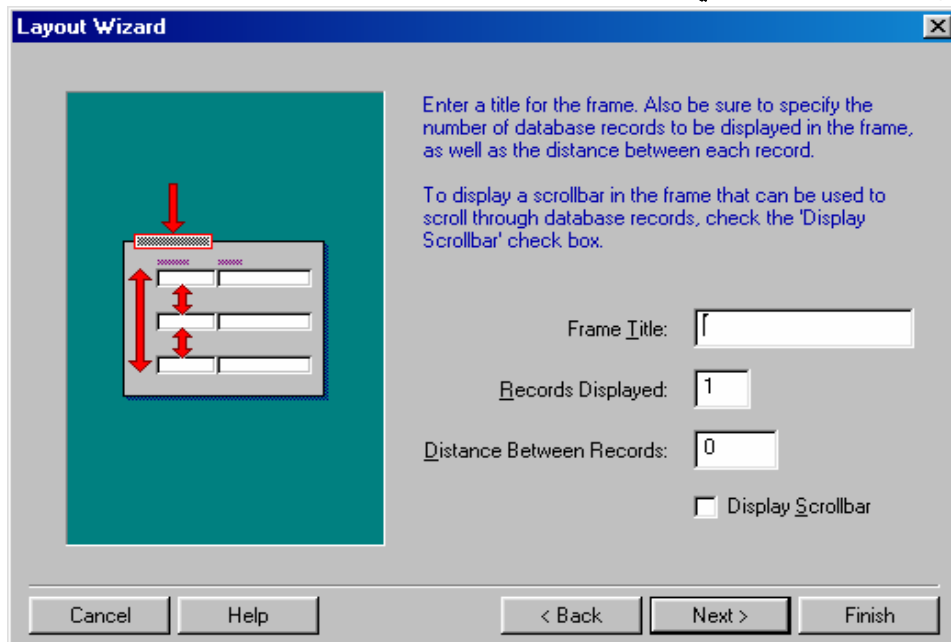 Layout Wizard
Enter a title for the frame. Also be sure to specify the
number of database records to be displayed in the frame,
as well as the distance between each record.
To display a scrollbar in the frame that can be used to
scroll through database records, check the 'Display
Scrollbar' check box.
Frame Title:
Records Displayed: 1
Distance Between Records: 0
Display Scrollbar
Cancel Help < Back Next > Finish